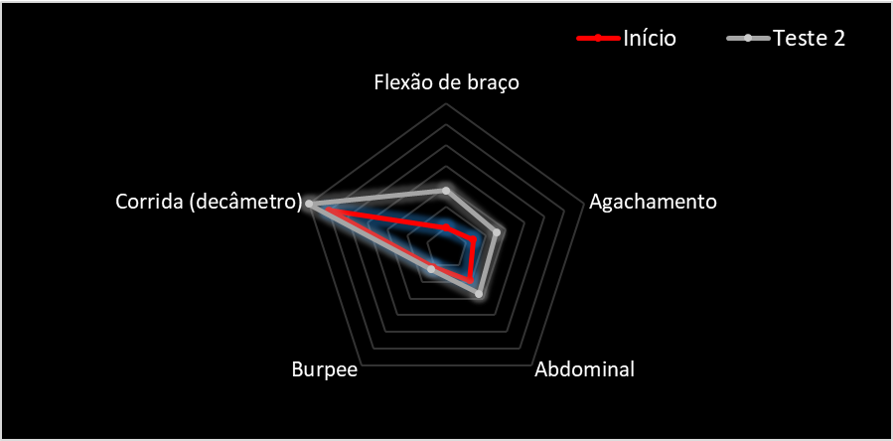 Início
Teste 2
Flexão de braço
Corrida (decâmetro)
Agachamento
Burpee
Abdominal